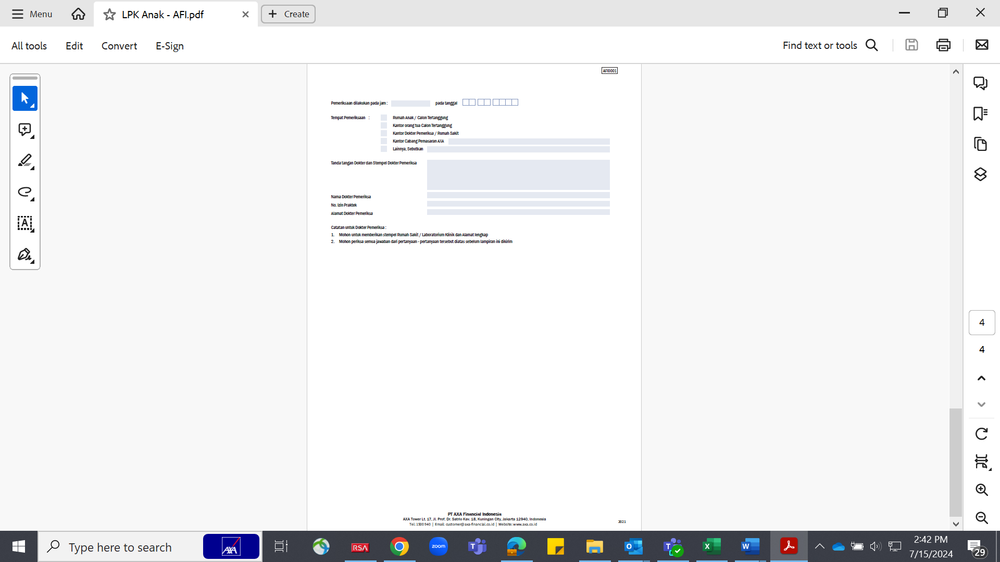 Menu
LPK Anak - AFI.pdf
Create
All tools
Edit
Convert
E-Sign
Find text or tools
AFI0001
Pemeriksaan dilakukan pada jam : pada tanggal
Tempat Pemeriksaan : Rumah Anak / Calon Tertanggung
Kantor orang tua Calon Tertanggung
Kantor Dokter Pemeriksa / Rumah Sakit
Kantor Cabang Pemasaran AXA
Lainnya, Sebutkan
Tanda tangan Dokter dan Stempel Dokter Pemeriksa
Nama Dokter Pemeriksa
No. Izin Praktek
Alamat Dokter Pemeriksa
Catatan untuk Dokter Pemeriksa :
1. Mohon untuk memberikan stempel Rumah Sakit / Laboratorium Klinik dan Alamat lengkap
2. Mohon periksa semua jawaban dari pertanyaan - pertanyaan tersebut diatas sebelum lampiran ini dikirim
4
4
PT AXA Financial Indonesia
AXA Tower Lt. 17, Jl. Prof. Dr. Satrio Kav. 18, Kuningan City, Jakarta 12940, Indonesia
Tel: 1500 940 | Email: customer@axa-financial.co.id | Website: www.axa.co.id
2021
Type here to search
AXA
RSA
zoom
2:42 PM
7/15/2024
29